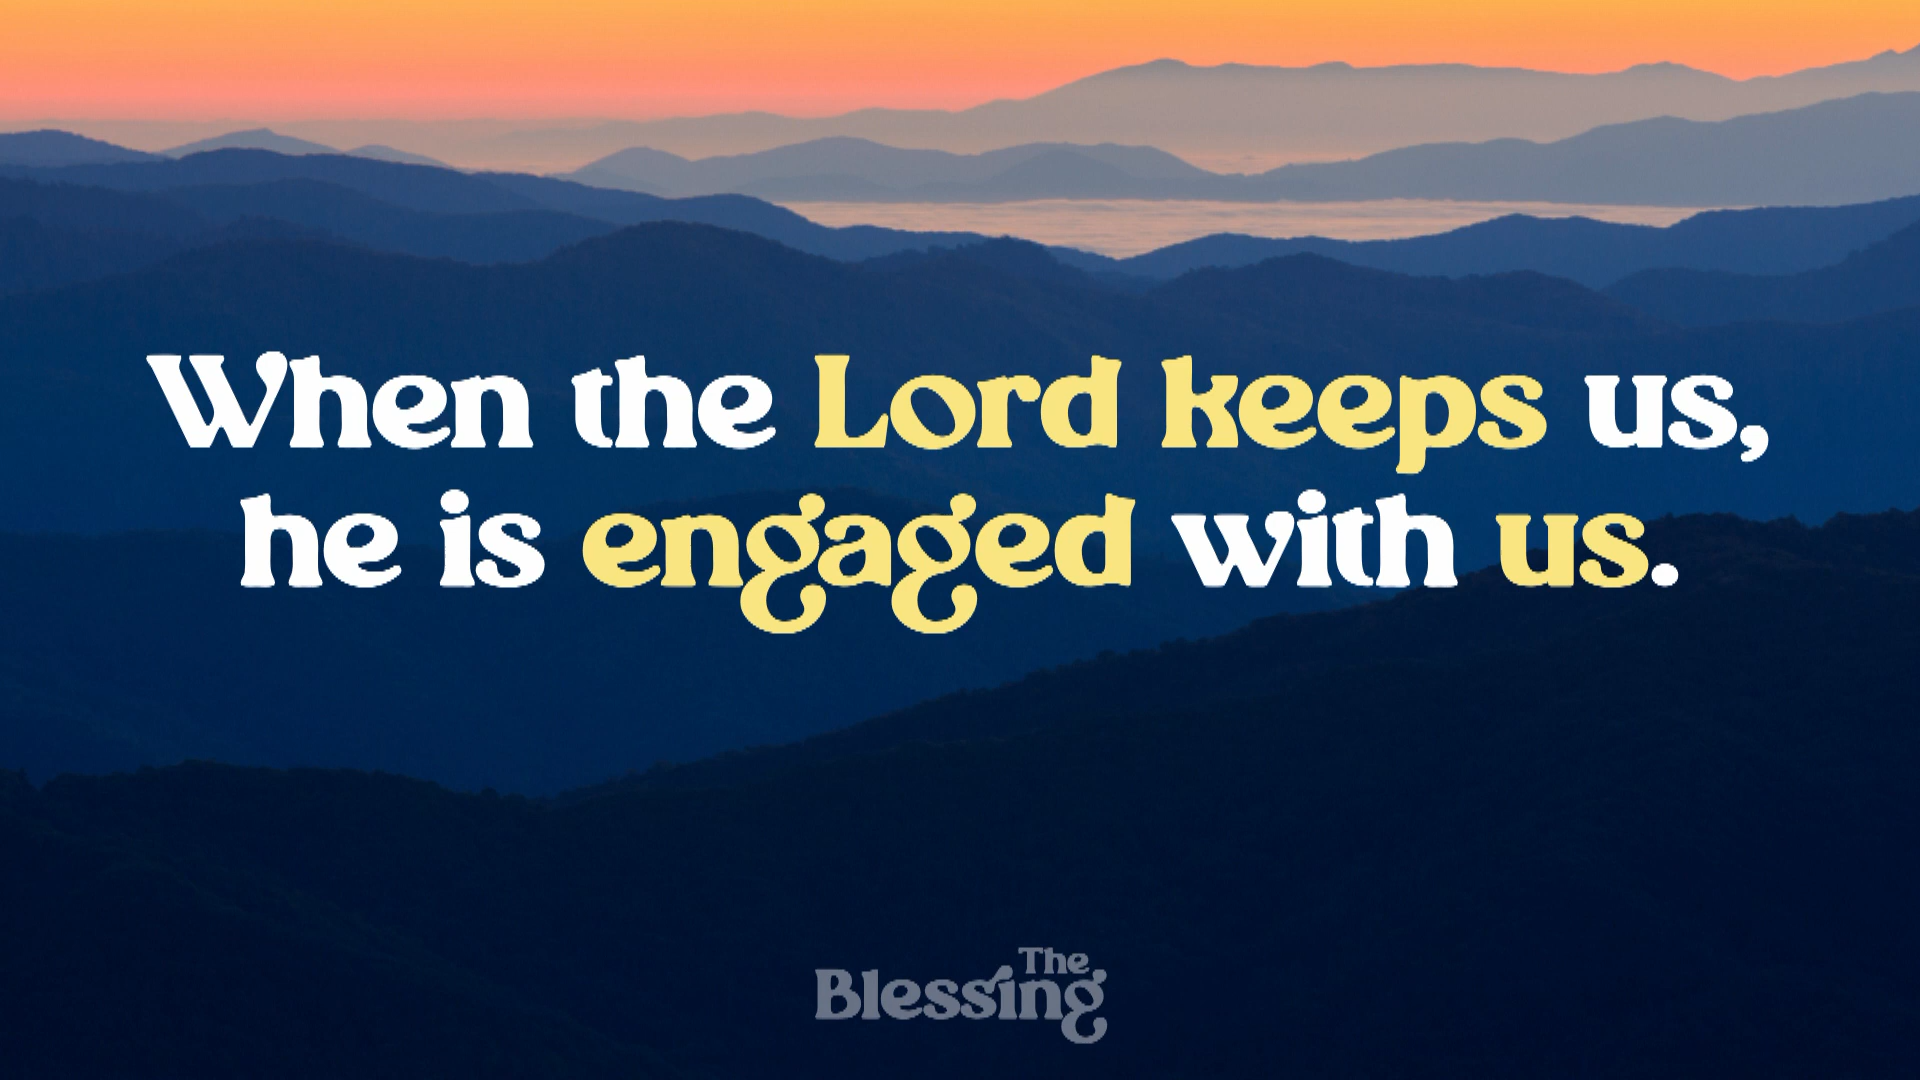 When the Lord keeps us,
he is engaged with us.
The
Blessing